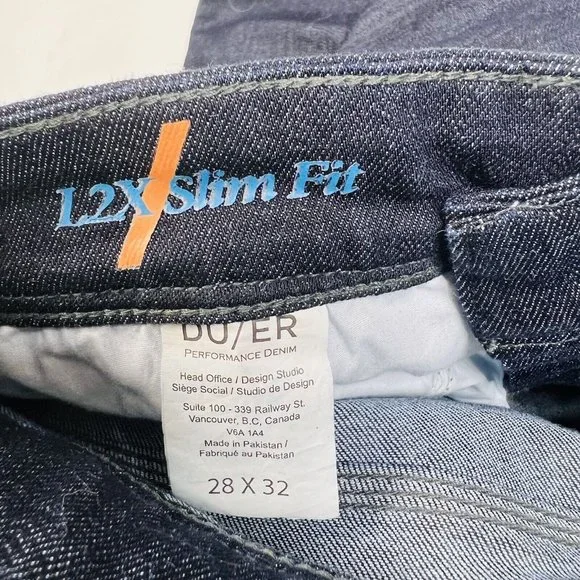 L2X Slim Fit
DU/ER
PERFORMANCE DENIM
Head Office / Design Studio
Siège Social / Studio de Design
Suite 100 - 339 Railway St.
Vancouver, B.C, Canada
V6A 1A4
Made in Pakistan /
Fabriqué au Pakistan
28 X 32